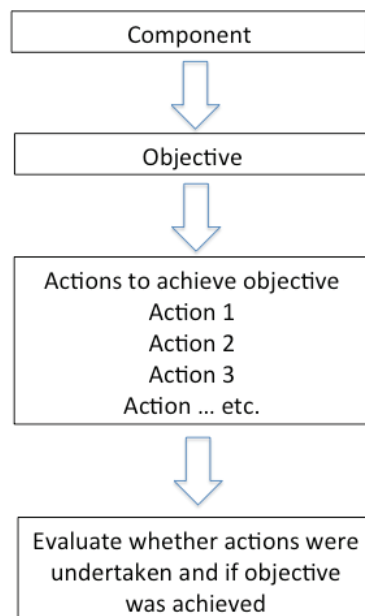 Component
Objective
Actions to achieve objective
Action 1
Action 2
Action 3
Action ... etc.
Evaluate whether actions were
undertaken and if objective
was achieved